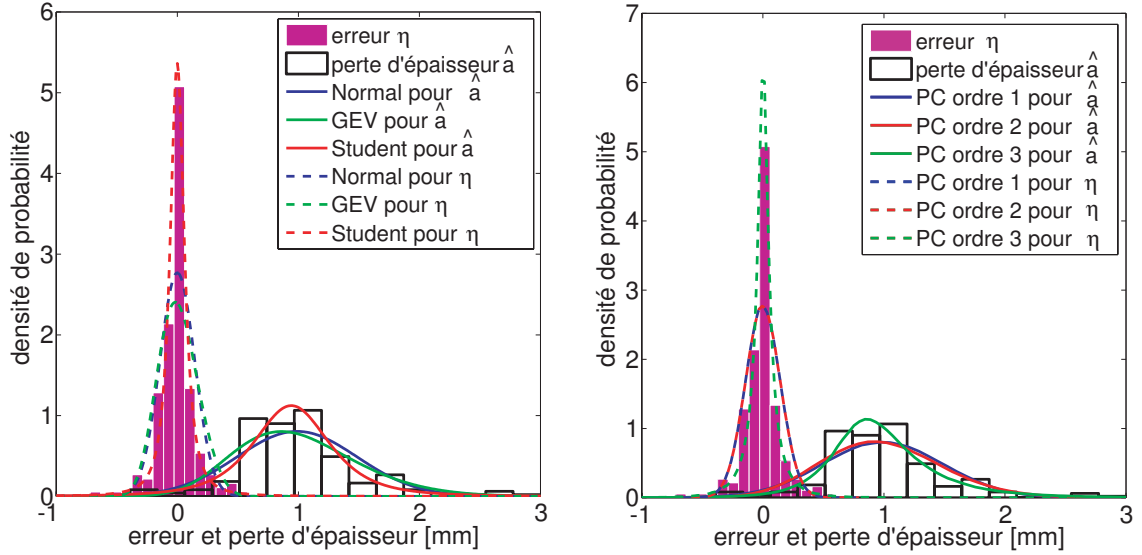 6
5
4
3
2
1
0
densité de probabilité
-1
0
1
2
3
erreur et perte d'épaisseur [mm]
erreur η
perte d'épaisseur â
Normal pour â
GEV pour â
Student pour â
Normal pour η
GEV pour η
Student pour η
7
6
5
4
3
2
1
0
densité de probabilité
-1
0
1
2
3
erreur et perte d'épaisseur [mm]
erreur η
perte d'épaisseur â
PC ordre 1 pour â
PC ordre 2 pour â
PC ordre 3 pour â
PC ordre 1 pour η
PC ordre 2 pour η
PC ordre 3 pour η